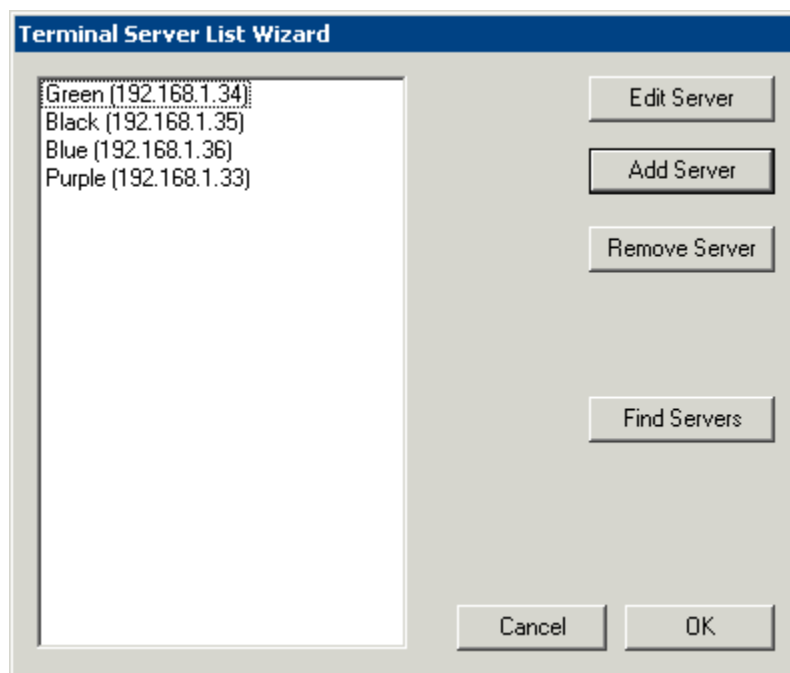 Terminal Server List Wizard
Green (192.168.1.34)
Black (192.168.1.35)
Blue (192.168.1.36)
Purple (192.168.1.33)
Edit Server
Add Server
Remove Server
Find Servers
Cancel
OK